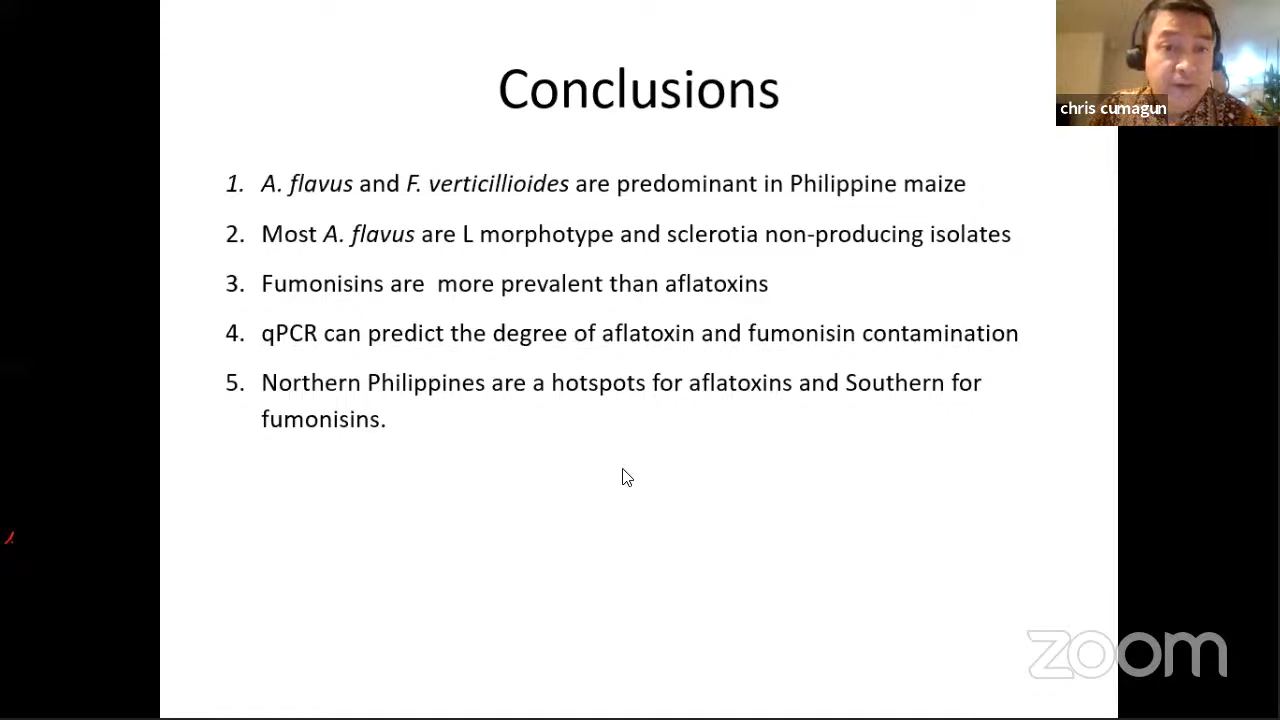 Conclusions
chris cumagun
1. A. flavus and F. verticillioides are predominant in Philippine maize
2. Most A. flavus are L morphotype and sclerotia non-producing isolates
3. Fumonisins are  more prevalent than aflatoxins
4. qPCR can predict the degree of aflatoxin and fumonisin contamination
5. Northern Philippines are a hotspots for aflatoxins and Southern for
fumonisins.
zoom